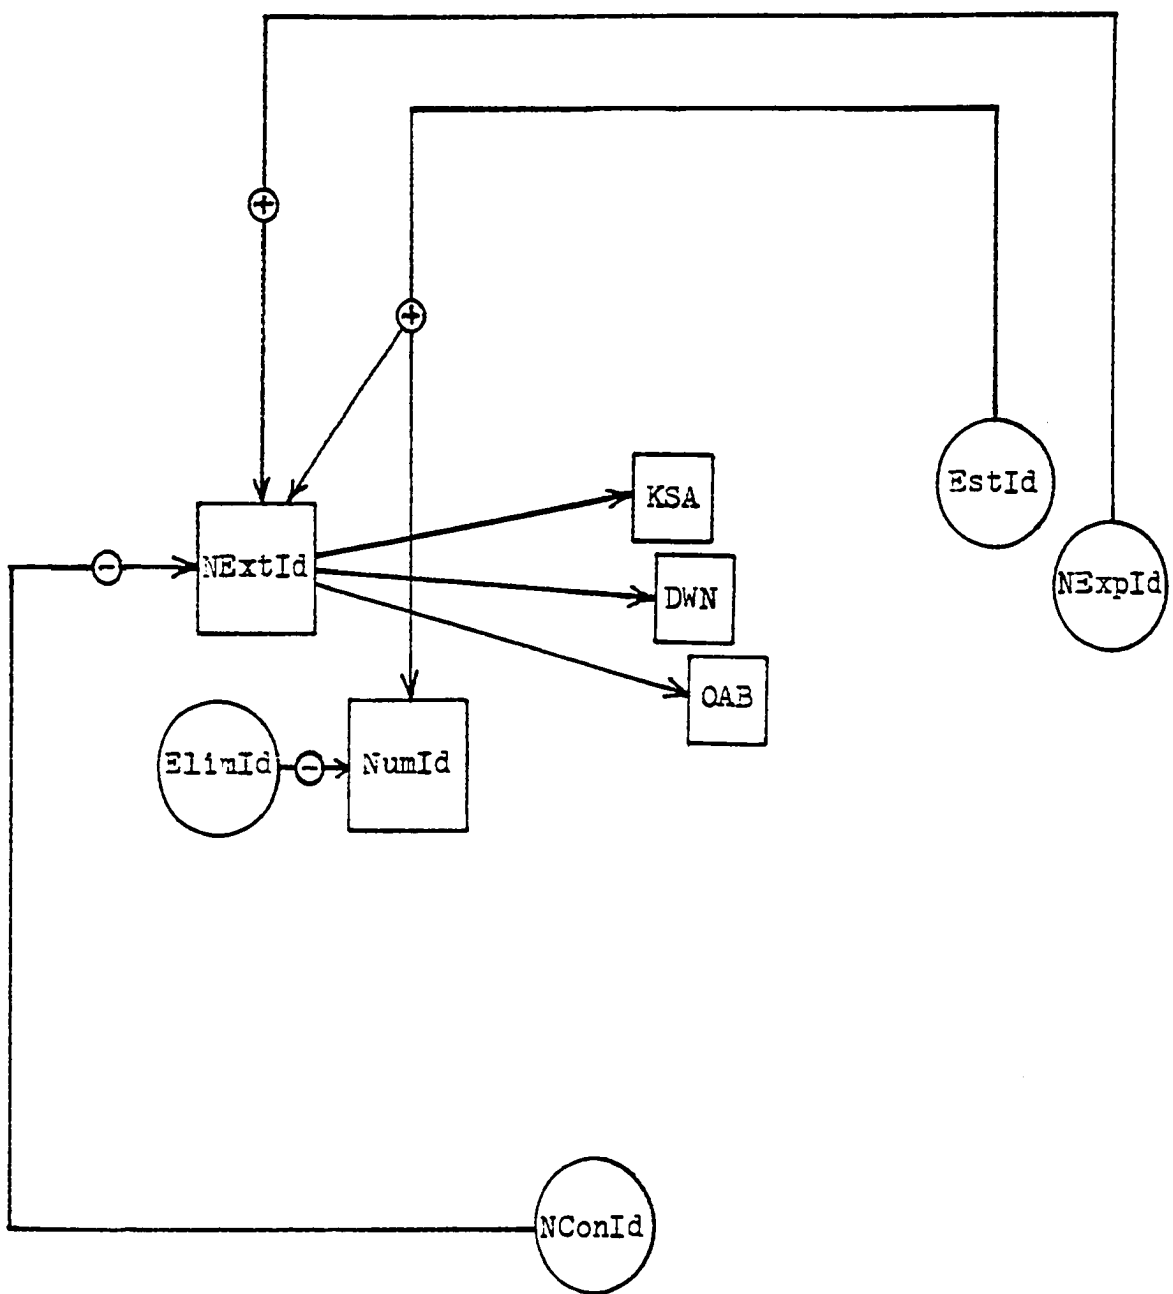 +
+
KSA
EstId
NExtId
NExpId
-
DWN
OAB
ElimId
-
NumId
NConId